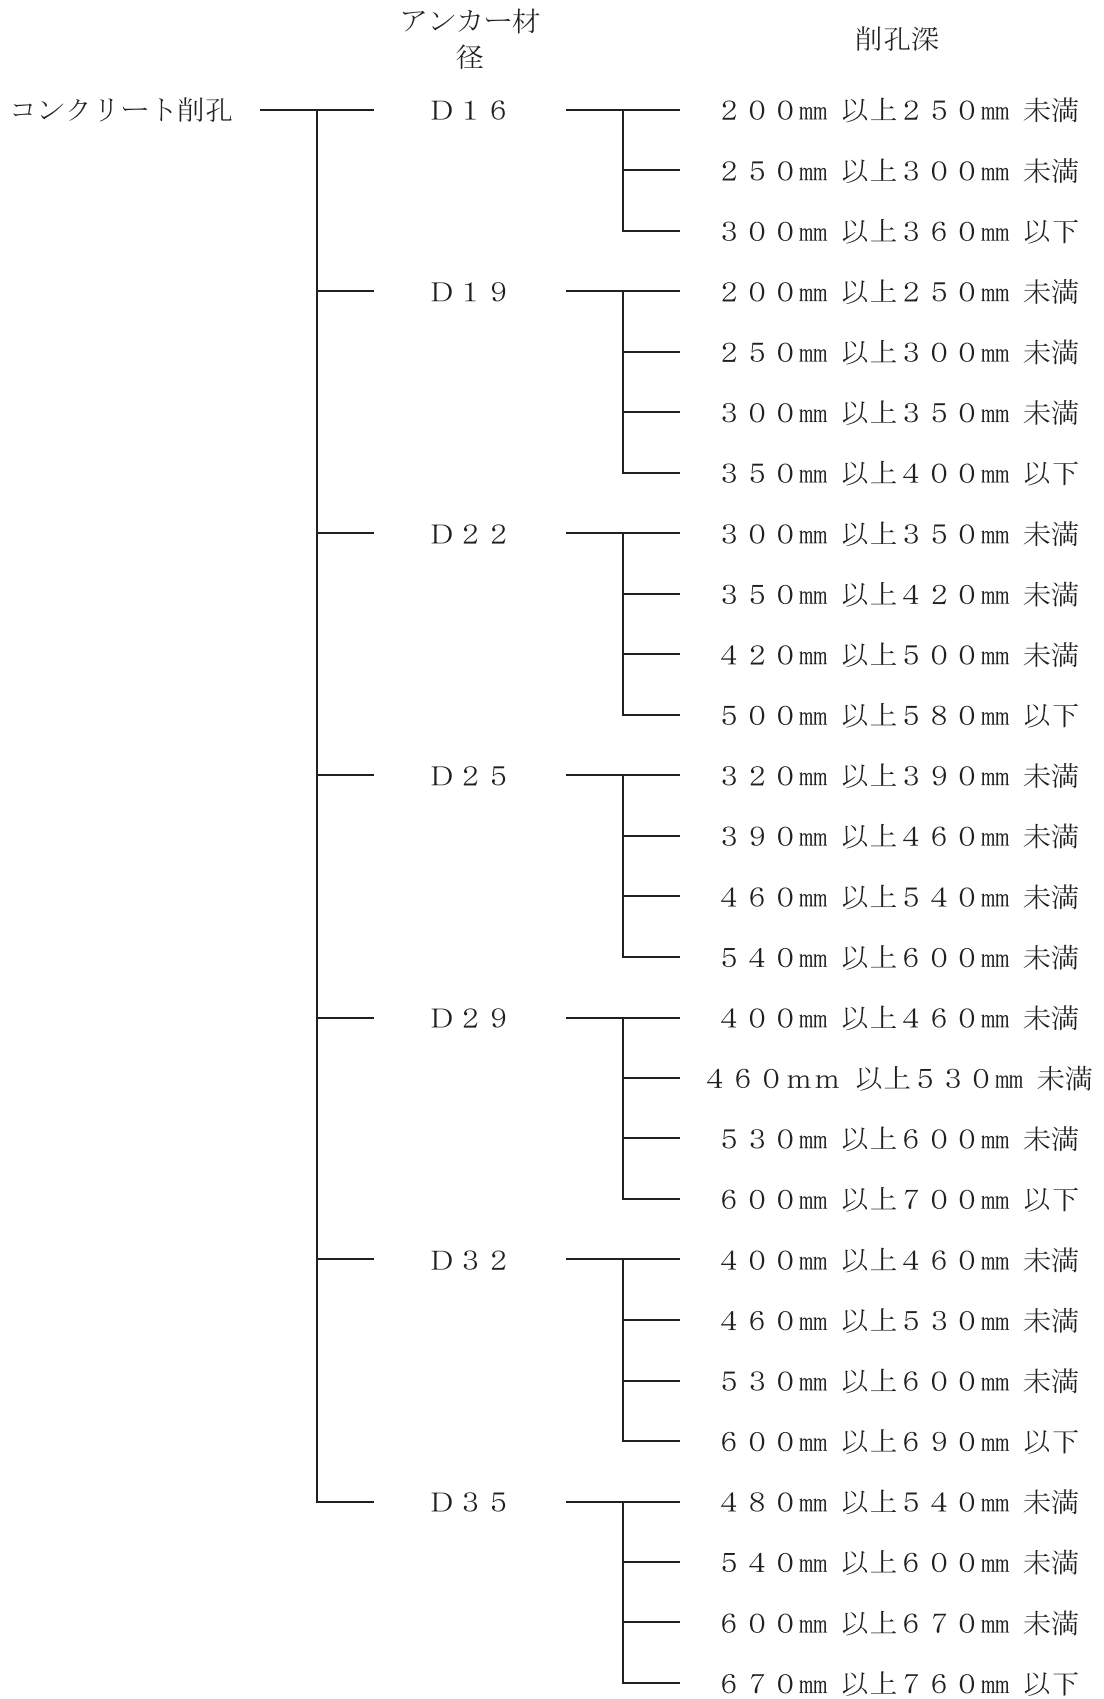 アンカー材
径
削孔深
コンクリート削孔 Ｄ１６ ２００㎜ 以上２５０㎜ 未満
２５０㎜ 以上３００㎜ 未満
３００㎜ 以上３６０㎜ 以下
Ｄ１９ ２００㎜ 以上２５０㎜ 未満
２５０㎜ 以上３００㎜ 未満
３００㎜ 以上３５０㎜ 未満
３５０㎜ 以上４００㎜ 以下
Ｄ２２ ３００㎜ 以上３５０㎜ 未満
３５０㎜ 以上４２０㎜ 未満
４２０㎜ 以上５００㎜ 未満
５００㎜ 以上５８０㎜ 以下
Ｄ２５ ３２０㎜ 以上３９０㎜ 未満
３９０㎜ 以上４６０㎜ 未満
４６０㎜ 以上５４０㎜ 未満
５４０㎜ 以上６００㎜ 未満
Ｄ２９ ４００㎜ 以上４６０㎜ 未満
４６０ｍｍ 以上５３０㎜ 未満
５３０㎜ 以上６００㎜ 未満
６００㎜ 以上７００㎜ 以下
Ｄ３２ ４００㎜ 以上４６０㎜ 未満
４６０㎜ 以上５３０㎜ 未満
５３０㎜ 以上６００㎜ 未満
６００㎜ 以上６９０㎜ 以下
Ｄ３５ ４８０㎜ 以上５４０㎜ 未満
５４０㎜ 以上６００㎜ 未満
６００㎜ 以上６７０㎜ 未満
６７０㎜ 以上７６０㎜ 以下